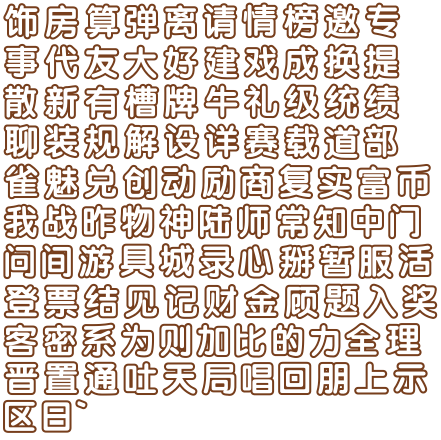 饰房算弹离请情榜邀专
事代友大好建戏成换提
散新有槽牌牛礼级统绩
聊装规解设详赛载道部
雀魅兑创动励商复实富币
我战昨物神陆师常知中门
问间游具城录心掰暂服活
登票结见记财金顾题入奖
客密系为则加比的力全理
晋置通吐天局唱回朋上示
区日`